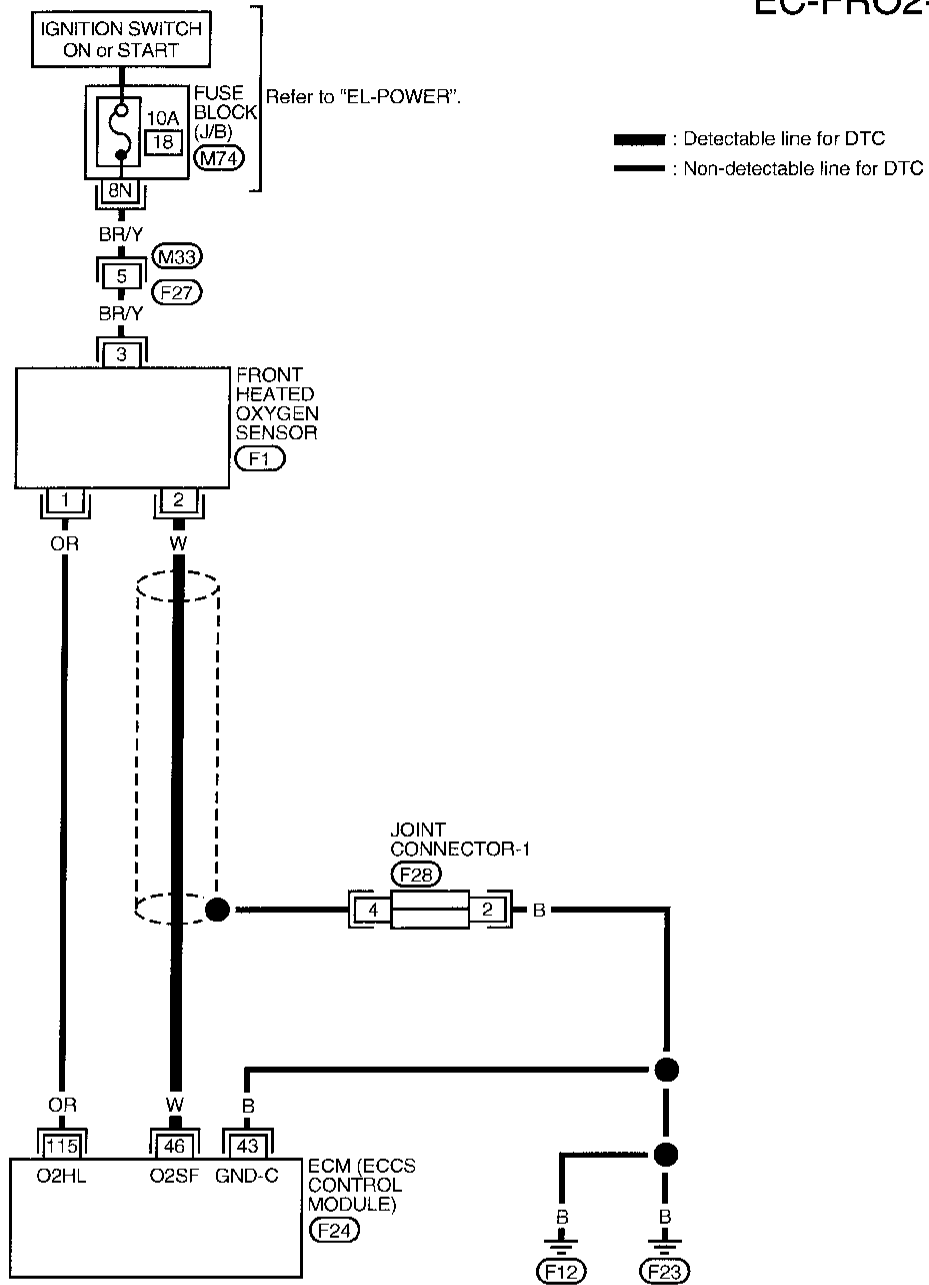 EC-FRO2-
IGNITION SWITCH
ON or START
FUSE
BLOCK
(J/B)
M74
10A
18
8N
Refer to "EL-POWER".
: Detectable line for DTC
: Non-detectable line for DTC
BR/Y
M33
5
F27
BR/Y
3
FRONT
HEATED
OXYGEN
SENSOR
F1
1
2
OR
W
JOINT
CONNECTOR-1
F28
4
2
B
OR
W
B
115
46
43
O2HL
O2SF
GND-C
ECM (ECCS
CONTROL
MODULE)
F24
B
B
F12
F23